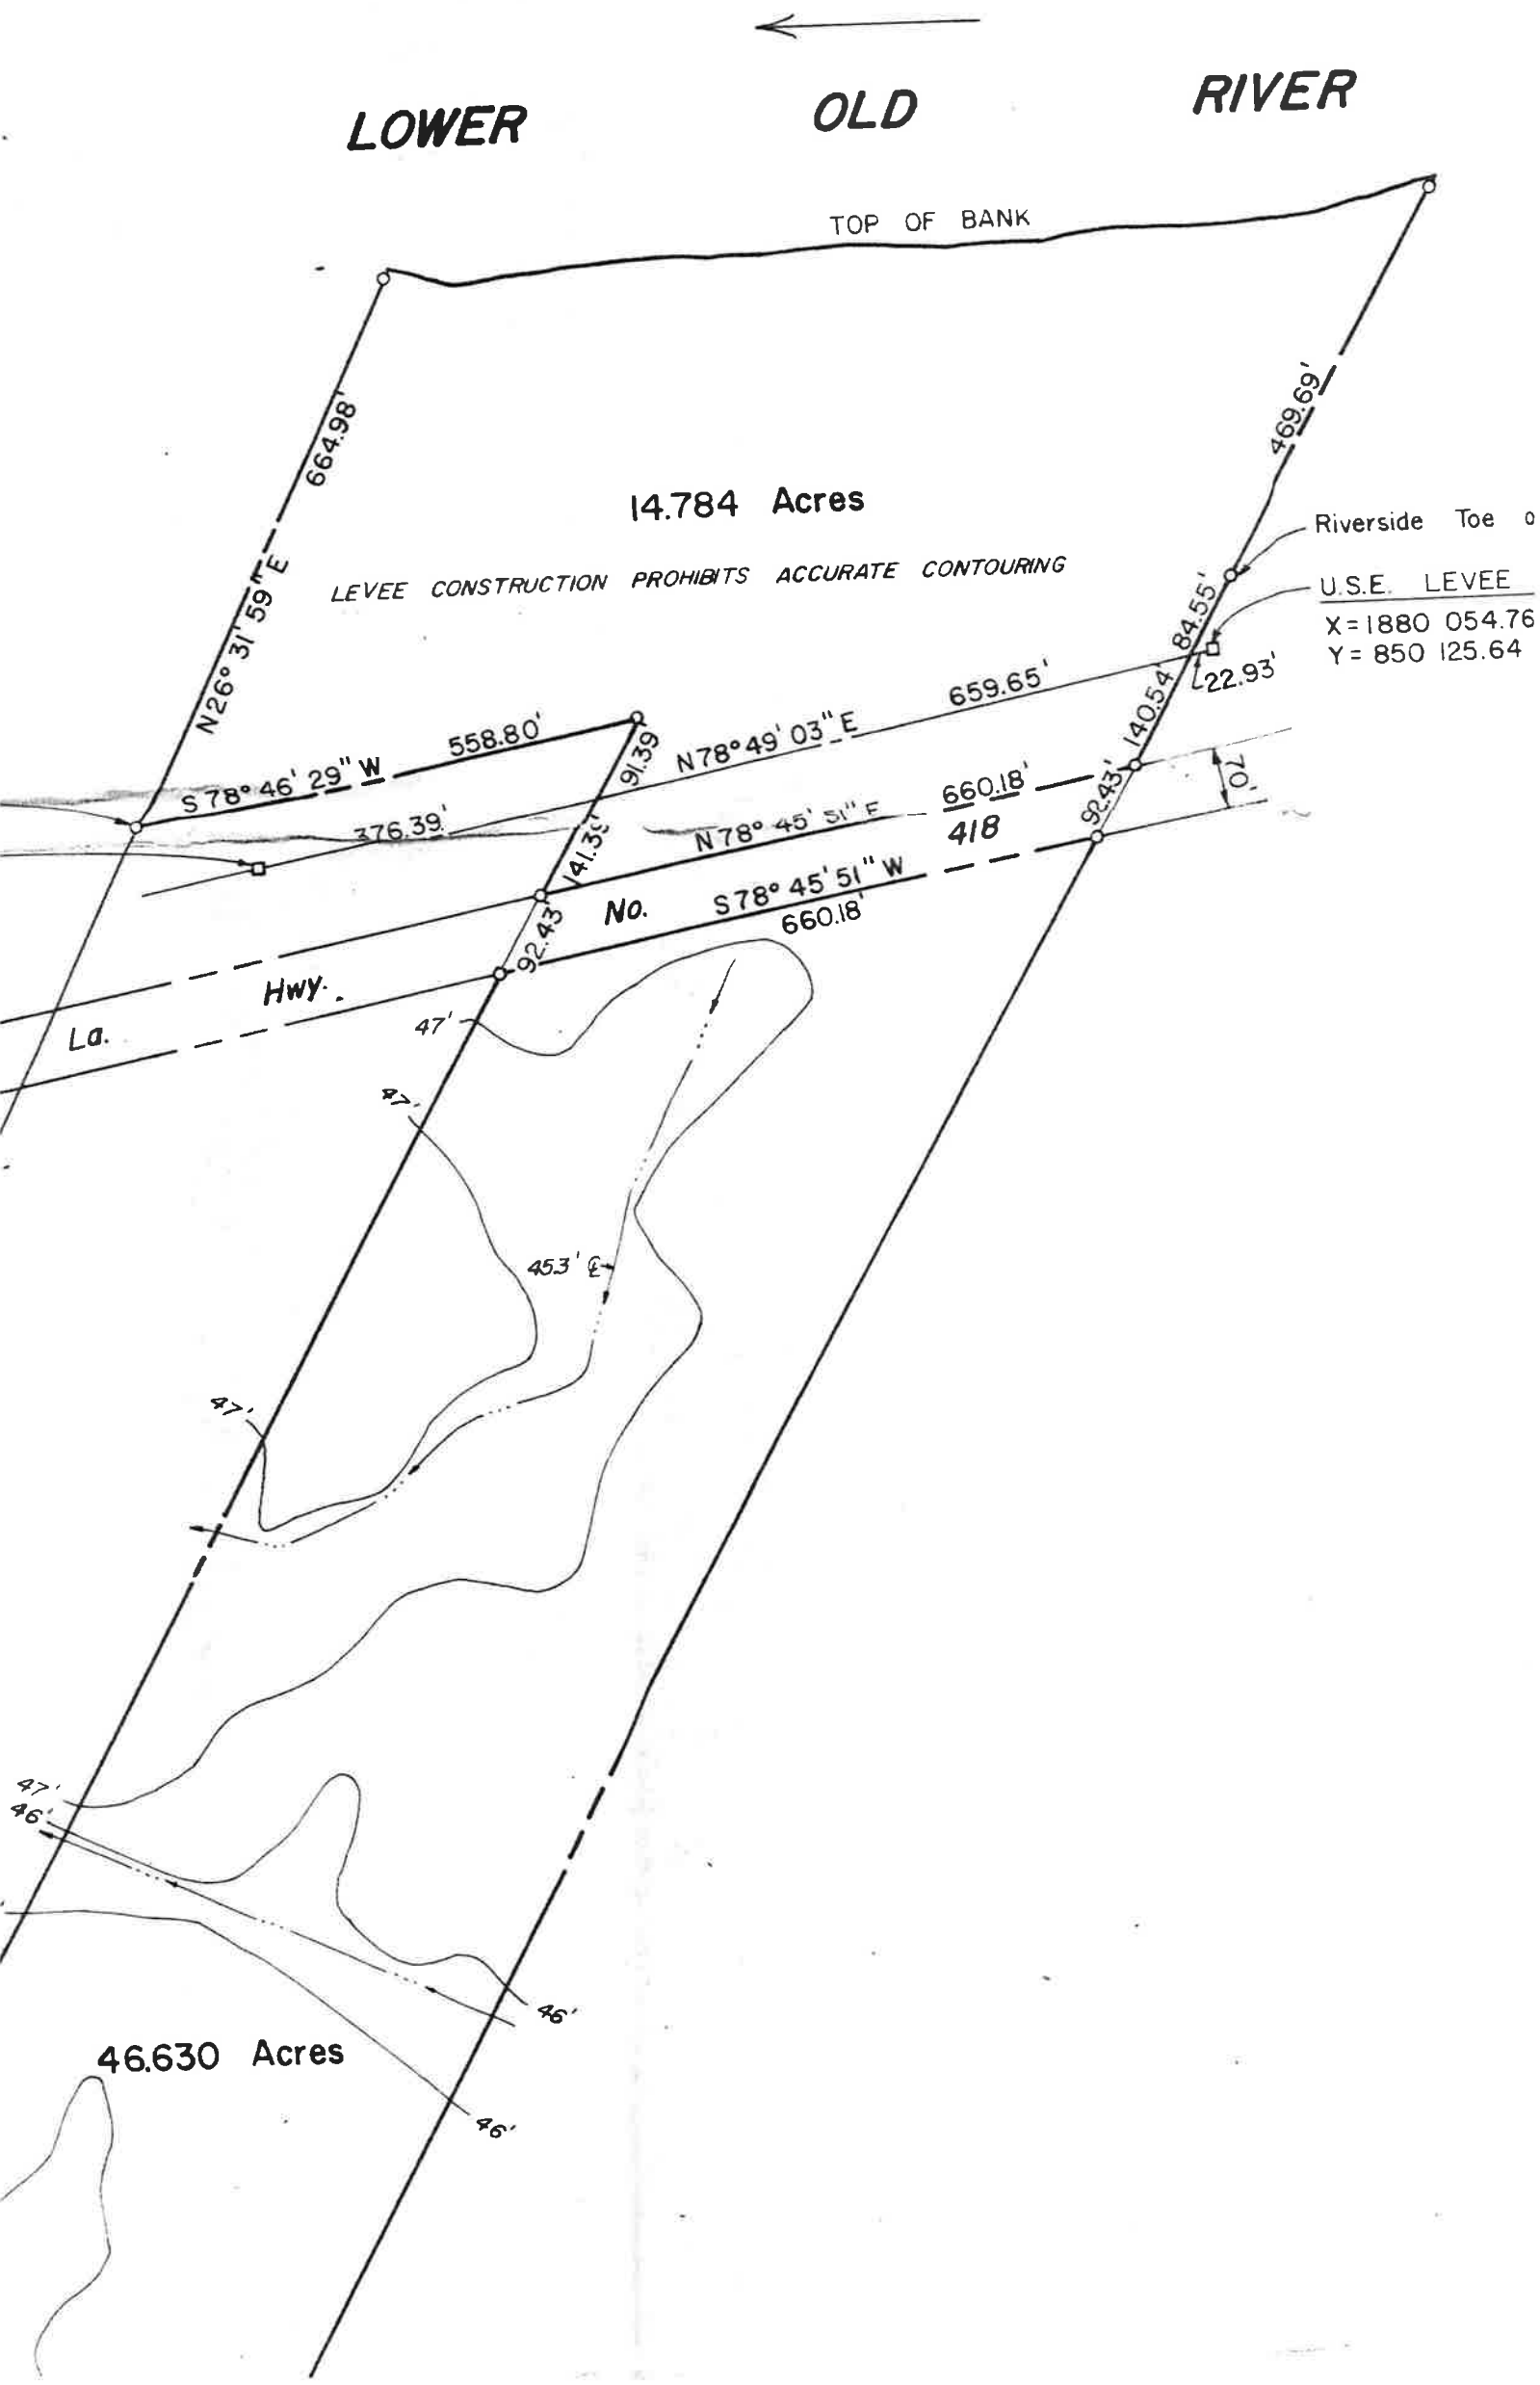 LOWER OLD RIVER
TOP OF BANK
664.98'
469.69'
14.784 Acres
Riverside Toe
LEVEE CONSTRUCTION PROHIBITS ACCURATE CONTOURING
U.S.E. LEVEE
X=1880 054.76
Y= 850 125.64
84.55'
N26° 31' 59" E
22.93'
140.54'
659.65'
558.80'
91.39
N78° 49' 03" E
S78° 46' 29" W
660.18'
92.43'
70'
376.39'
141.39'
N78° 45' 51" E
418
S78° 45' 51" W
660.18'
No.
92.43'
Hwy.
La.
47'
47'
45.3' ℄
47'
47'
46'
46'
46.630 Acres
46'